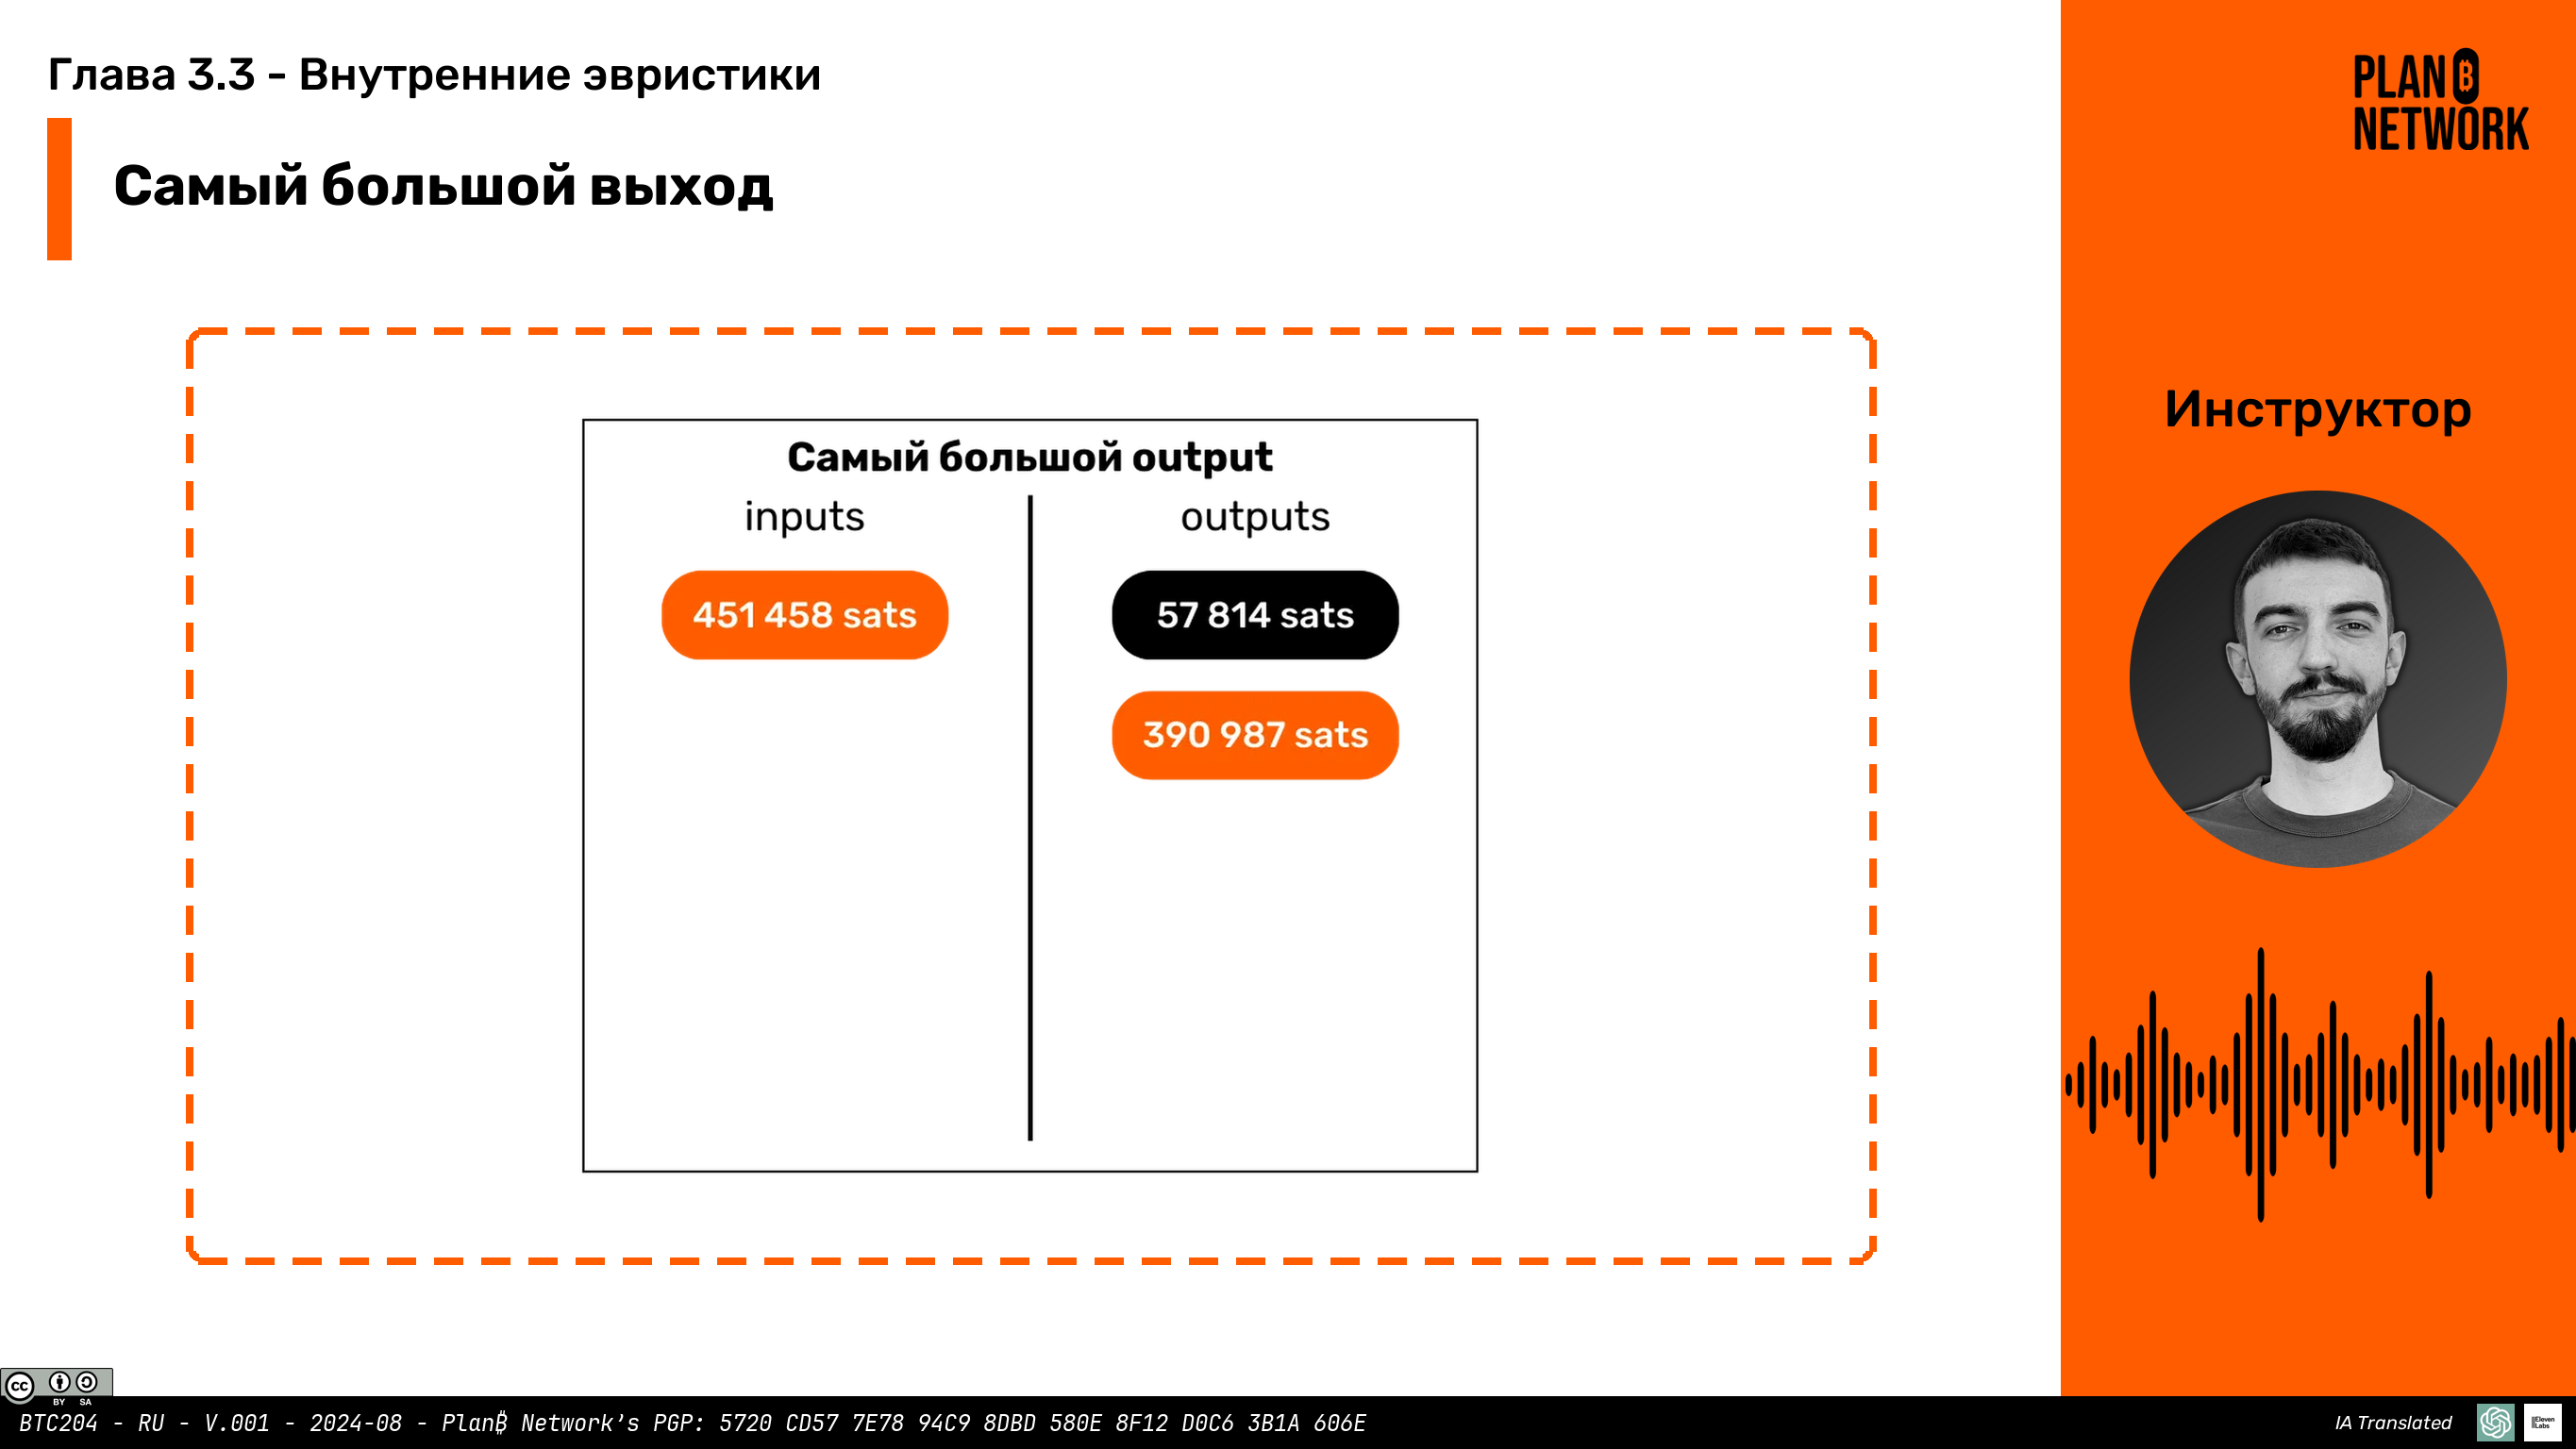 Глава 3.3 - Внутренние эвристики
Самый большой выход
PLAN B
NETWORK
Самый большой output
inputs
outputs
451 458 sats
57 814 sats
390 987 sats
Инструктор
CC BY SA
BTC204 - RU - V.001 - 2024-08 - Plan₿ Network's PGP: 5720 CD57 7E78 94C9 8DBD 580E 8F12 D0C6 3B1A 606E
IA Translated
IIElevenLabs